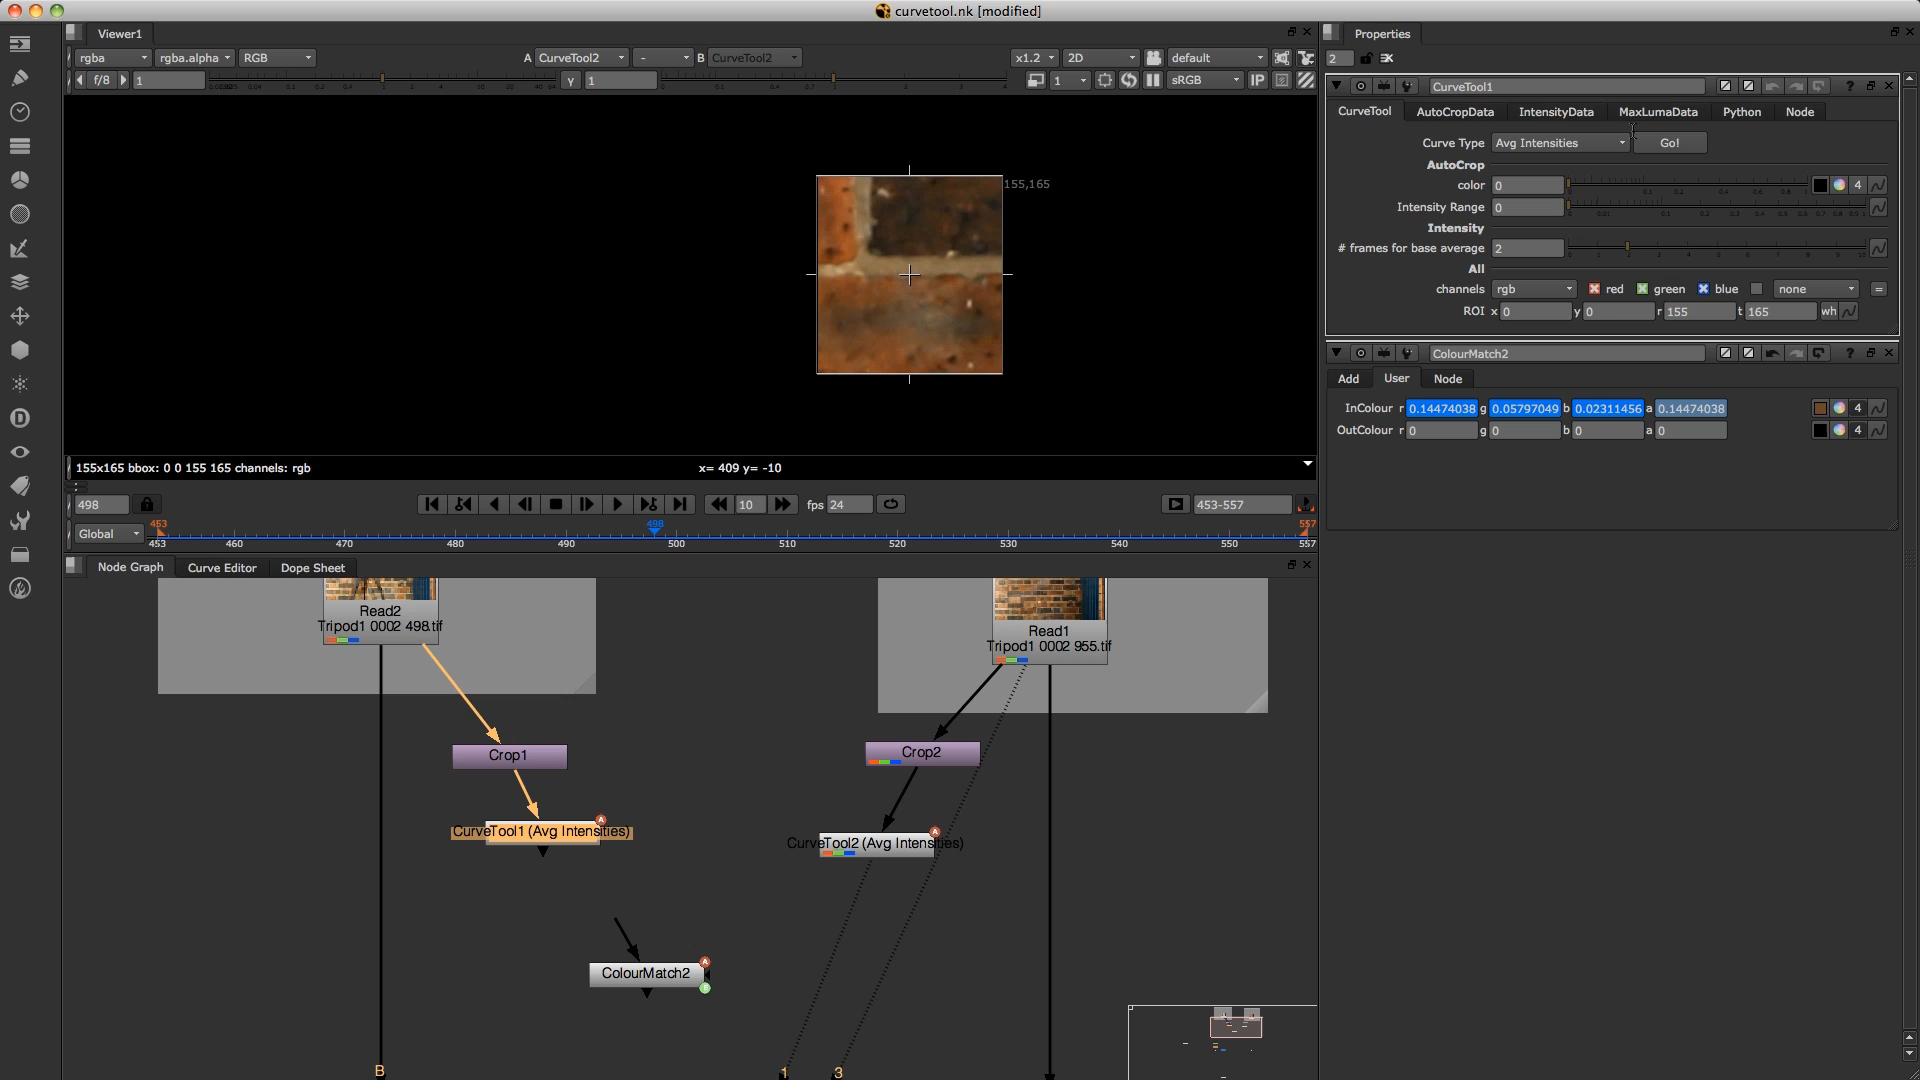 curvetool.nk [modified]
Viewer1
rgba rgba.alpha RGB A CurveTool2 - B CurveTool2 x1.2 2D default
f/8 1 γ 1 1 sRGB IP
155,165
155x165 bbox: 0 0 155 165 channels: rgb x= 409 y= -10
498 10 fps 24 453-557
Global
453 498 557
453 460 470 480 490 500 510 520 530 540 550 557
Node Graph Curve Editor Dope Sheet
Read2
Tripod1 0002 498.tif
Read1
Tripod1 0002 955.tif
Crop1
Crop2
CurveTool1 (Avg Intensities)
CurveTool2 (Avg Intensities)
ColourMatch2
A
A
A
E
B
1
3
Properties
2
CurveTool1
CurveTool AutoCropData IntensityData MaxLumaData Python Node
Curve Type Avg Intensities Go!
AutoCrop
color 0 4
Intensity Range 0
Intensity
# frames for base average 2
All
channels rgb red green blue none =
ROI x 0 y 0 r 155 t 165 wh
ColourMatch2
Add User Node
InColour r 0.14474038 g 0.05797049 b 0.02311456 a 0.14474038 4
OutColour r 0 g 0 b 0 a 0 4